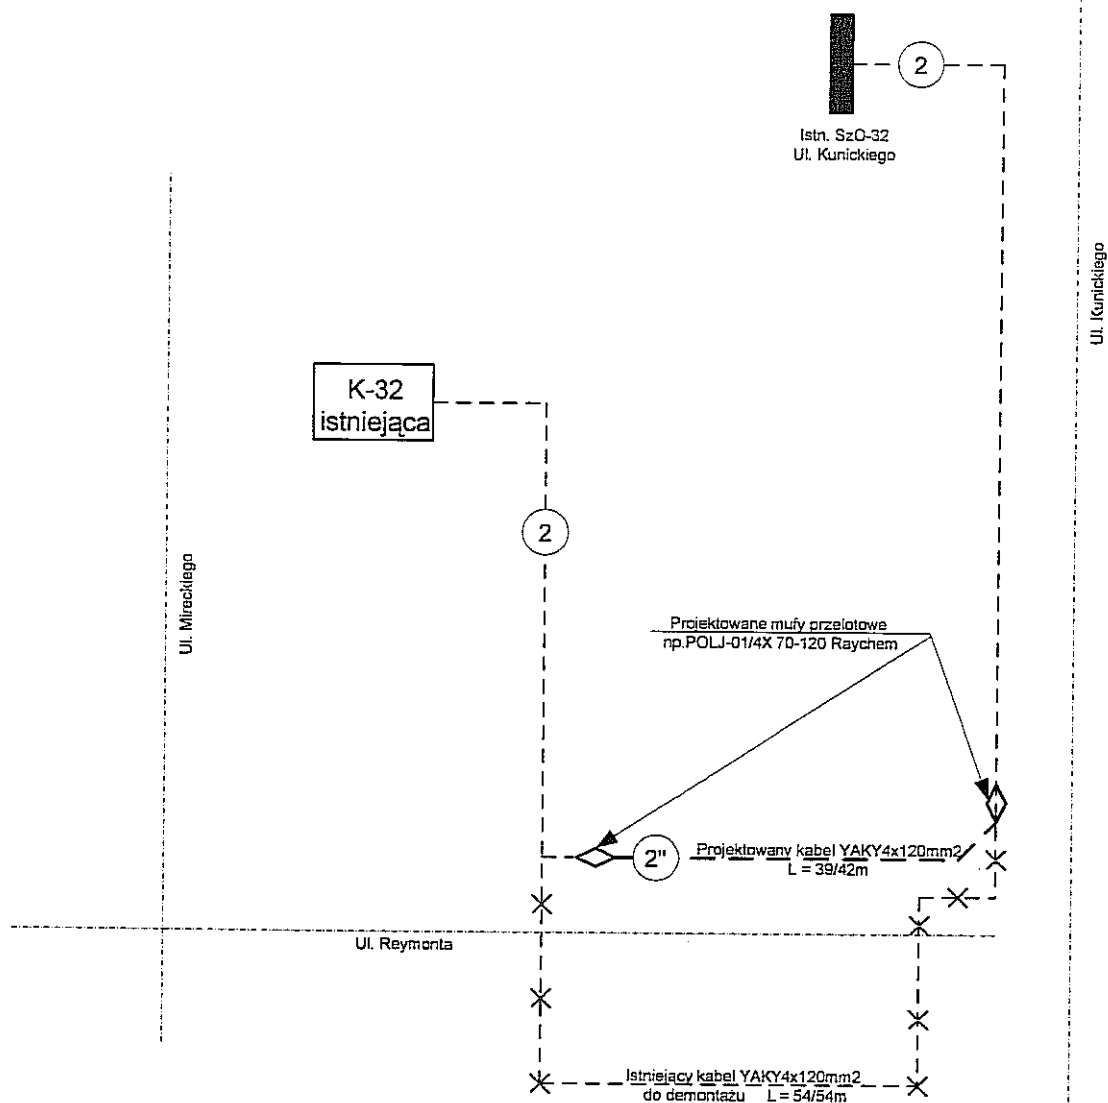 2
Istn. SzO-32
Ul. Kunickiego
Ul. Kunickiego
K-32
istniejąca
2
Ul. Mireckiego
Projektowane mufy przelotowe
np.POLJ-01/4X 70-120 Raychem
2"
Projektowany kabel YAKY4x120mm2
L = 39/42m
Ul. Reymonta
Istniejący kabel YAKY4x120mm2
do demontażu L = 54/54m